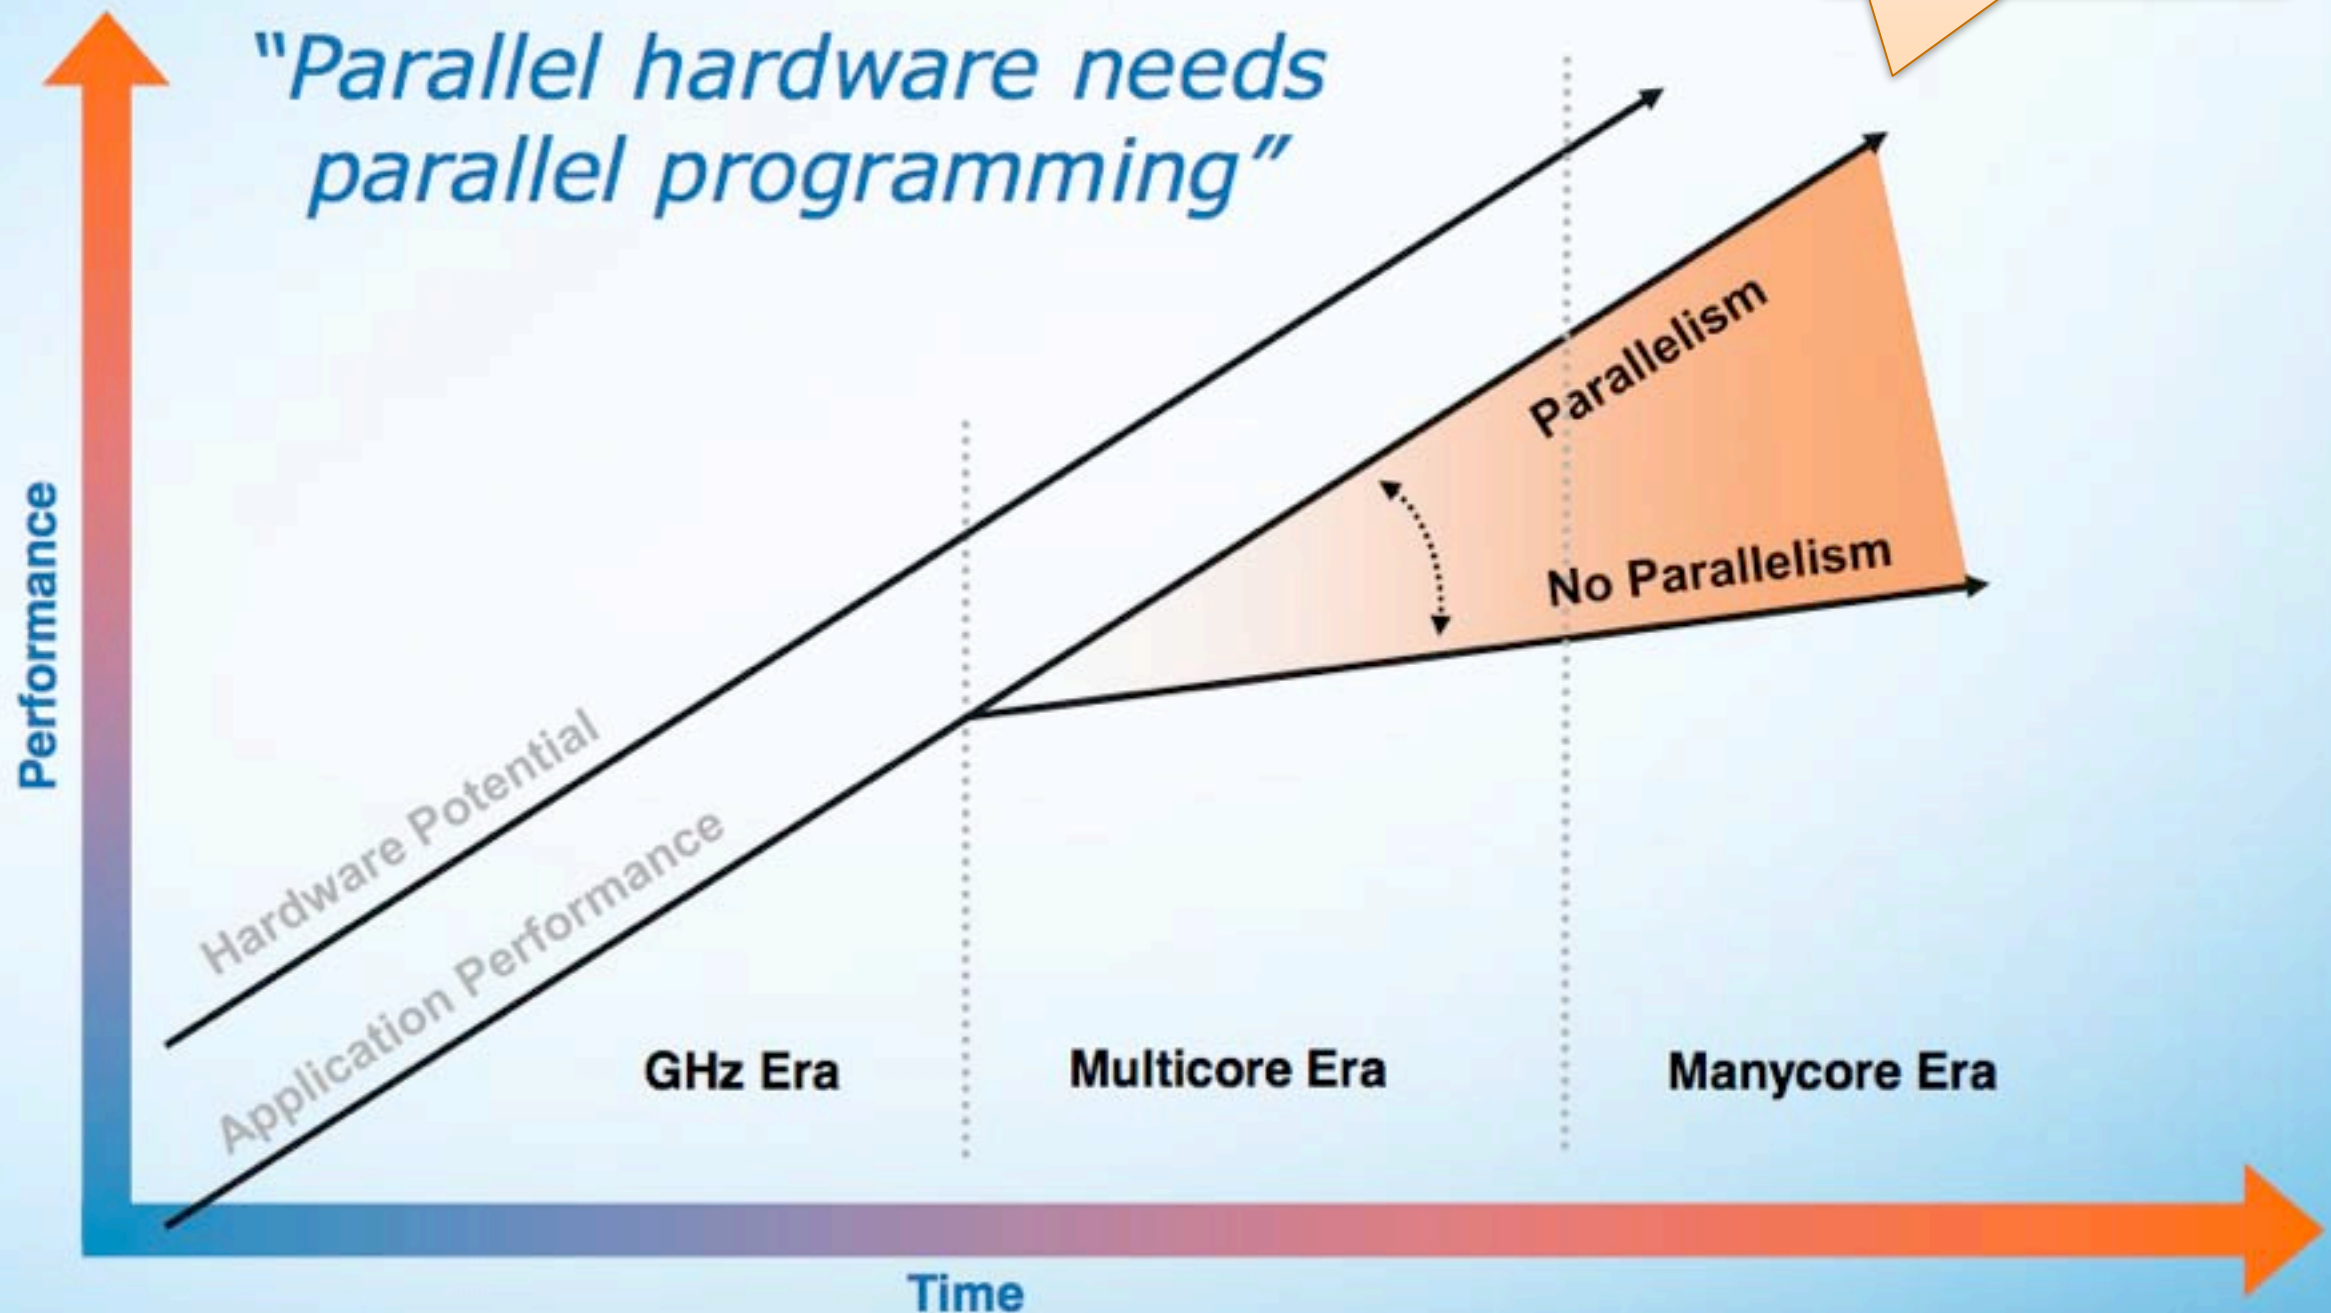 “Parallel hardware needs
parallel programming”
Performance
Hardware Potential
Application Performance
Parallelism
No Parallelism
GHz Era
Multicore Era
Manycore Era
Time